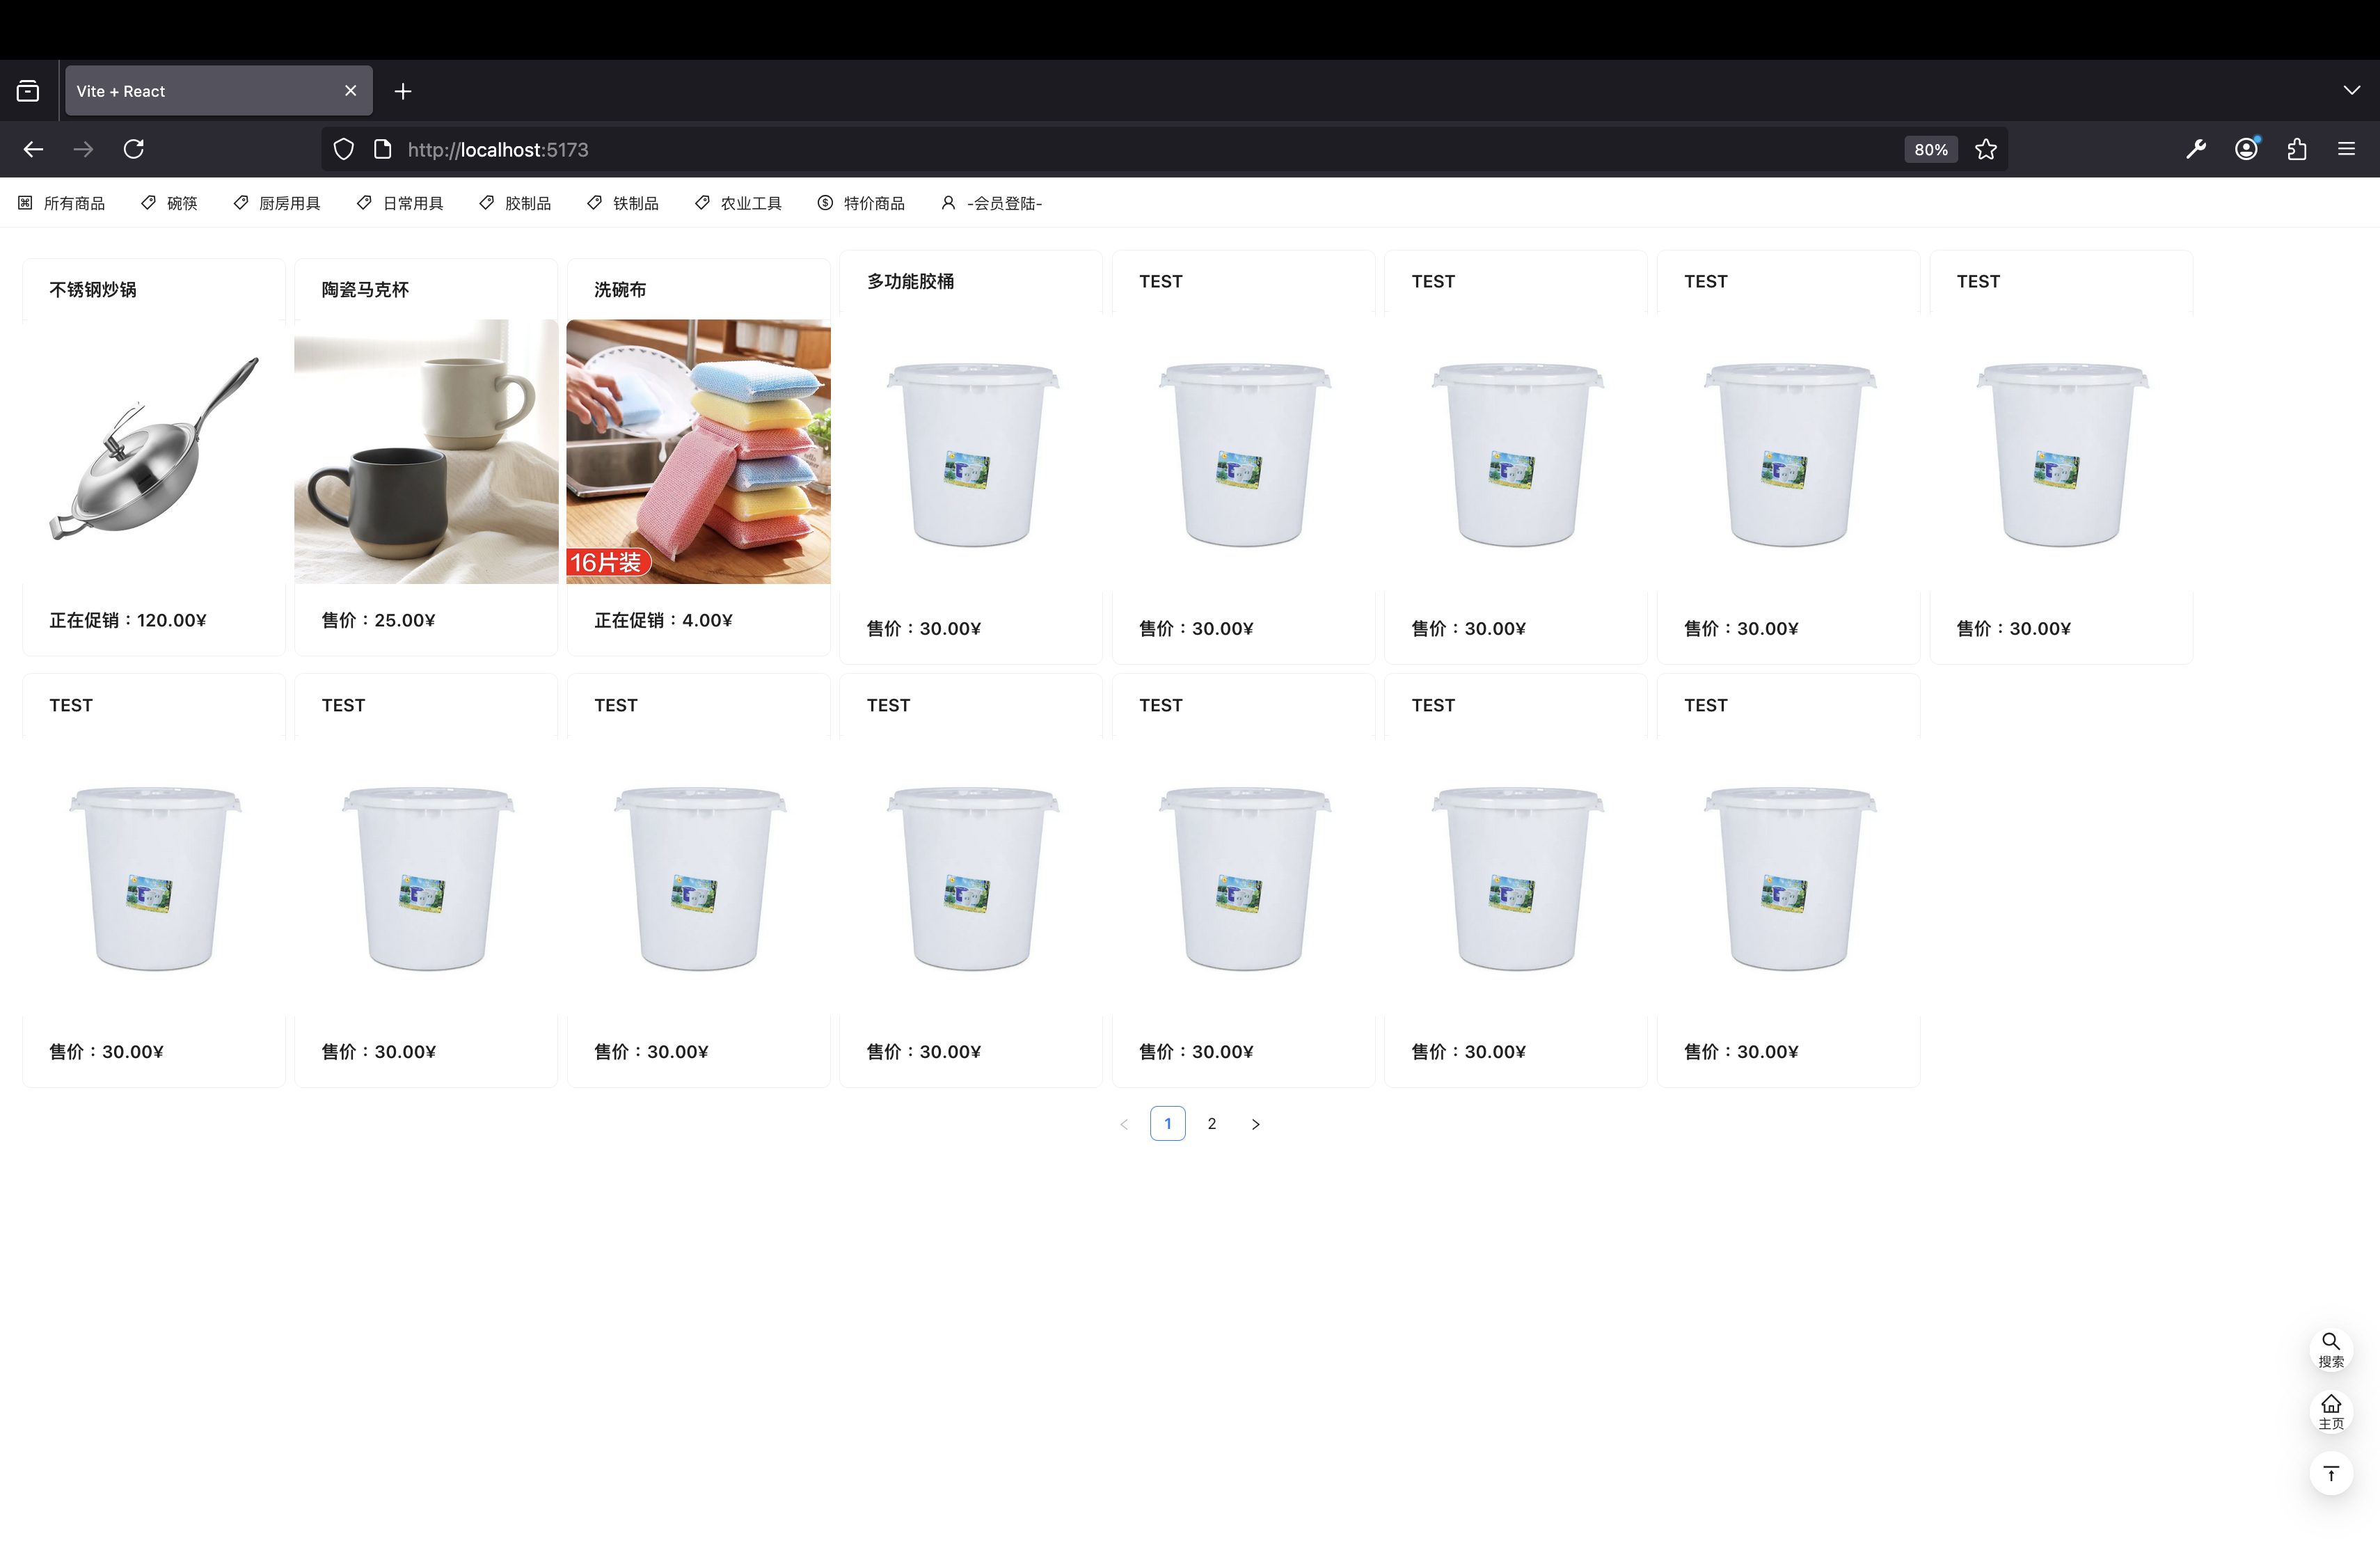 Vite + React
http://localhost:5173
80%
所有商品 碗筷 厨房用具 日常用具 胶制品 铁制品 农业工具 特价商品 -会员登陆-
不锈钢炒锅 陶瓷马克杯 洗碗布 多功能胶桶 TEST TEST TEST TEST
16片装
正在促销：120.00¥ 售价：25.00¥ 正在促销：4.00¥ 售价：30.00¥ 售价：30.00¥ 售价：30.00¥ 售价：30.00¥ 售价：30.00¥
TEST TEST TEST TEST TEST TEST TEST
售价：30.00¥ 售价：30.00¥ 售价：30.00¥ 售价：30.00¥ 售价：30.00¥ 售价：30.00¥ 售价：30.00¥
1 2
搜索
主页